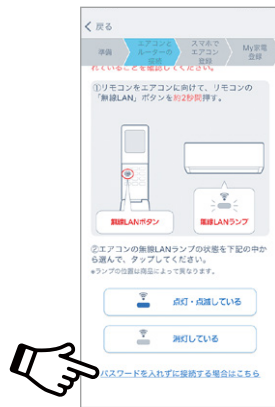 戻る
準備
エアコンと
ルーターの
接続
スマホで
エアコン
登録
My家電
登録
れていることを確認してください。
①リモコンをエアコンに向けて、リモコンの
「無線LAN」ボタンを約2秒間押す。
無線LANボタン
無線LANランプ
②エアコンの無線LANランプの状態を下記の中か
ら選んで、タップしてください。
※ランプの位置は商品によって異なります。
点灯・点滅している
消灯している
パスワードを入れずに接続する場合はこちら